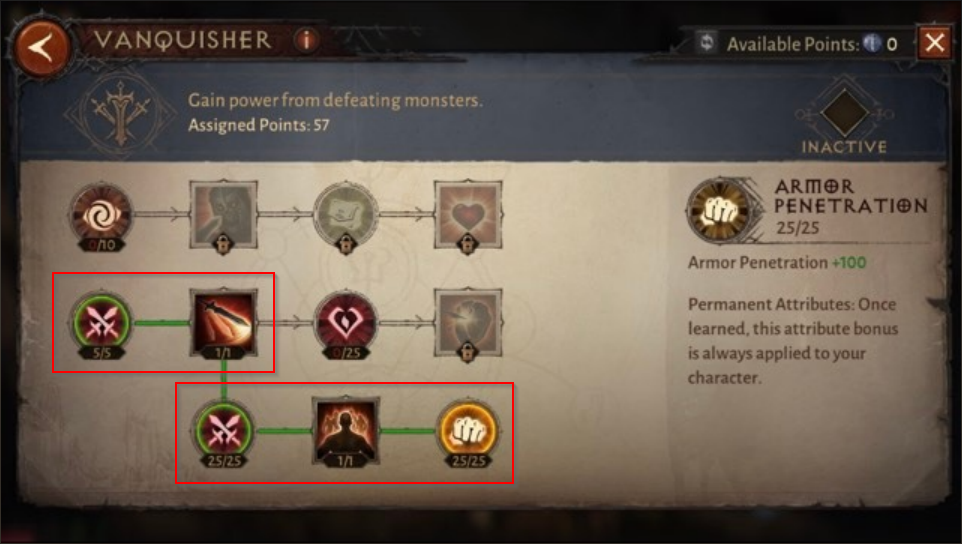 VANQUISHER i
Available Points: 0
Gain power from defeating monsters.
Assigned Points: 57
INACTIVE
0/10
ARMOR
PENETRATION
25/25
Armor Penetration +100
Permanent Attributes: Once
learned, this attribute bonus
is always applied to your
character.
5/5
1/1
0/25
25/25
1/1
25/25